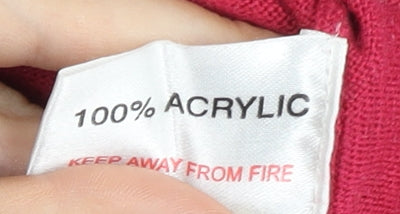 100% ACRYLIC
KEEP AWAY FROM FIRE